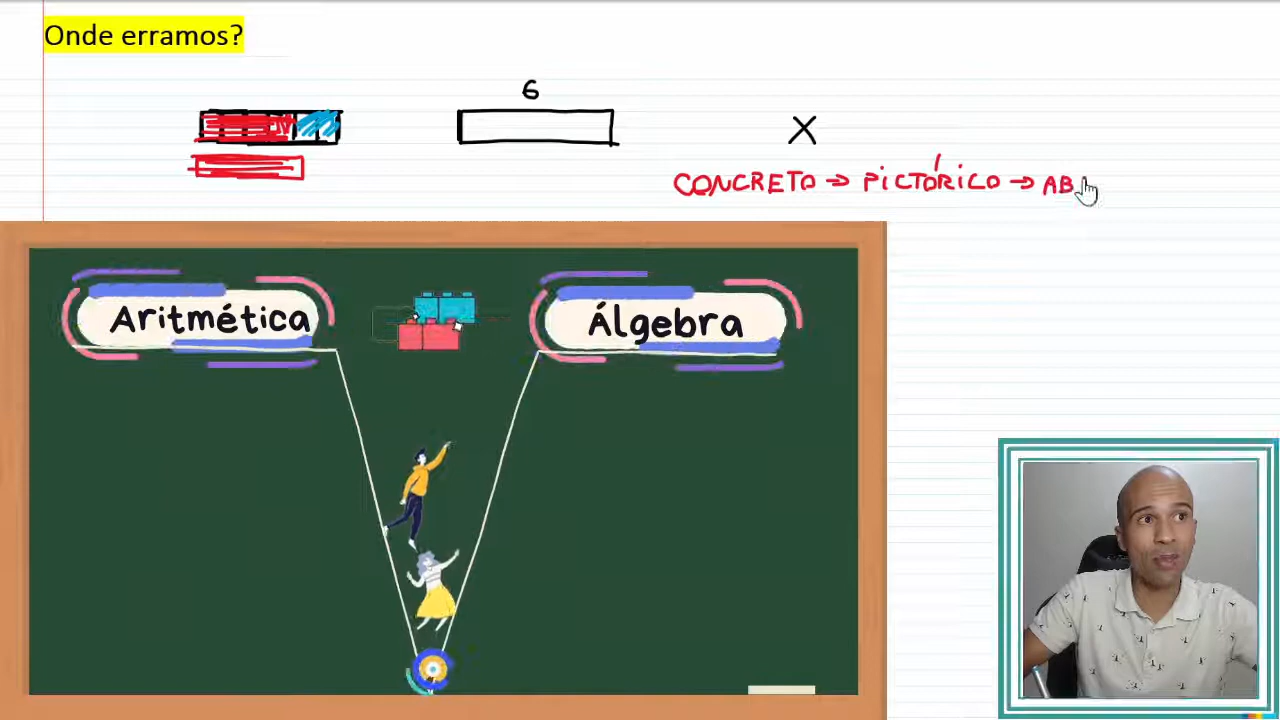 Onde erramos?
6
X
CONCRETO → PICTÓRICO → AB
Aritmética
Álgebra